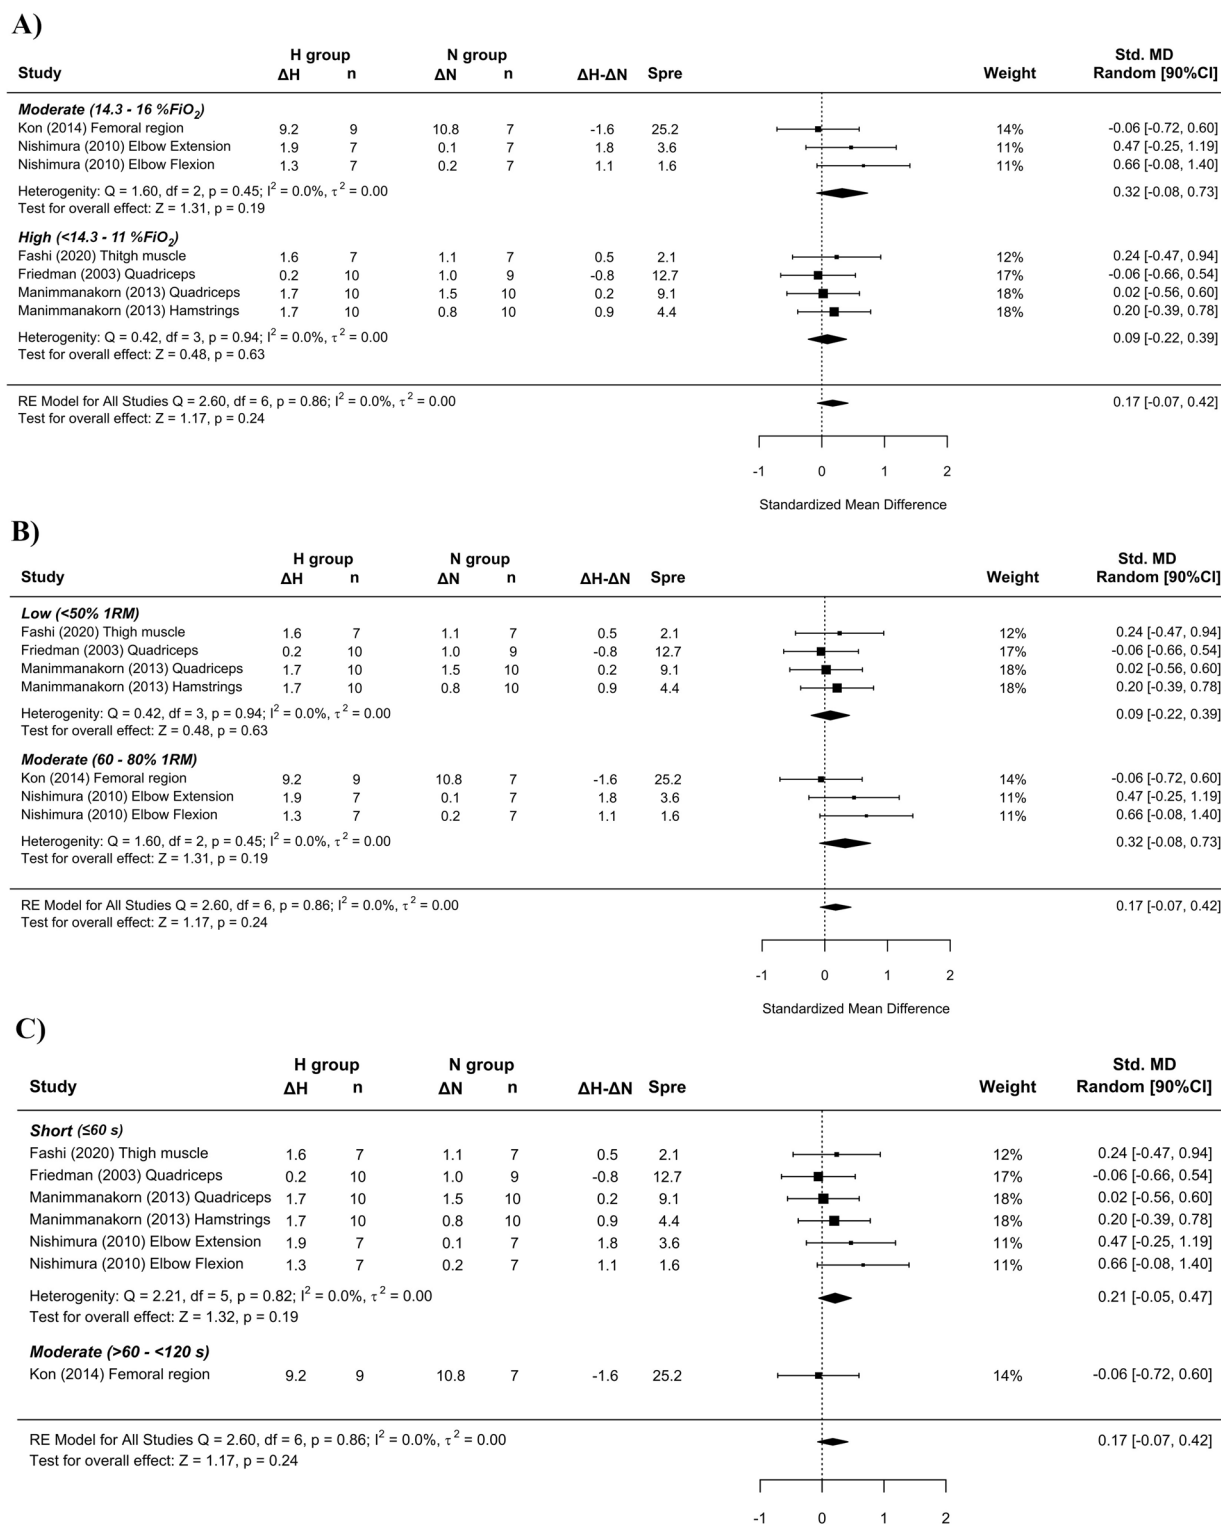 A)
H group N group Std. MD
Study ΔH n ΔN n ΔH-ΔN Spre Weight Random [90%CI]
Moderate (14.3 - 16 %FiO2)
Kon (2014) Femoral region 9.2 9 10.8 7 -1.6 25.2 14% -0.06 [-0.72, 0.60]
Nishimura (2010) Elbow Extension 1.9 7 0.1 7 1.8 3.6 11% 0.47 [-0.25, 1.19]
Nishimura (2010) Elbow Flexion 1.3 7 0.2 7 1.1 1.6 11% 0.66 [-0.08, 1.40]
Heterogenity: Q = 1.60, df = 2, p = 0.45; I2 = 0.0%, τ2 = 0.00 0.32 [-0.08, 0.73]
Test for overall effect: Z = 1.31, p = 0.19
High (<14.3 - 11 %FiO2)
Fashi (2020) Thitgh muscle 1.6 7 1.1 7 0.5 2.1 12% 0.24 [-0.47, 0.94]
Friedman (2003) Quadriceps 0.2 10 1.0 9 -0.8 12.7 17% -0.06 [-0.66, 0.54]
Manimmanakorn (2013) Quadriceps 1.7 10 1.5 10 0.2 9.1 18% 0.02 [-0.56, 0.60]
Manimmanakorn (2013) Hamstrings 1.7 10 0.8 10 0.9 4.4 18% 0.20 [-0.39, 0.78]
Heterogenity: Q = 0.42, df = 3, p = 0.94; I2 = 0.0%, τ2 = 0.00 0.09 [-0.22, 0.39]
Test for overall effect: Z = 0.48, p = 0.63
RE Model for All Studies Q = 2.60, df = 6, p = 0.86; I2 = 0.0%, τ2 = 0.00 0.17 [-0.07, 0.42]
Test for overall effect: Z = 1.17, p = 0.24
-1 0 1 2
Standardized Mean Difference
B)
H group N group Std. MD
Study ΔH n ΔN n ΔH-ΔN Spre Weight Random [90%CI]
Low (<50% 1RM)
Fashi (2020) Thigh muscle 1.6 7 1.1 7 0.5 2.1 12% 0.24 [-0.47, 0.94]
Friedman (2003) Quadriceps 0.2 10 1.0 9 -0.8 12.7 17% -0.06 [-0.66, 0.54]
Manimmanakorn (2013) Quadriceps 1.7 10 1.5 10 0.2 9.1 18% 0.02 [-0.56, 0.60]
Manimmanakorn (2013) Hamstrings 1.7 10 0.8 10 0.9 4.4 18% 0.20 [-0.39, 0.78]
Heterogenity: Q = 0.42, df = 3, p = 0.94; I2 = 0.0%, τ2 = 0.00 0.09 [-0.22, 0.39]
Test for overall effect: Z = 0.48, p = 0.63
Moderate (60 - 80% 1RM)
Kon (2014) Femoral region 9.2 9 10.8 7 -1.6 25.2 14% -0.06 [-0.72, 0.60]
Nishimura (2010) Elbow Extension 1.9 7 0.1 7 1.8 3.6 11% 0.47 [-0.25, 1.19]
Nishimura (2010) Elbow Flexion 1.3 7 0.2 7 1.1 1.6 11% 0.66 [-0.08, 1.40]
Heterogenity: Q = 1.60, df = 2, p = 0.45; I2 = 0.0%, τ2 = 0.00 0.32 [-0.08, 0.73]
Test for overall effect: Z = 1.31, p = 0.19
RE Model for All Studies Q = 2.60, df = 6, p = 0.86; I2 = 0.0%, τ2 = 0.00 0.17 [-0.07, 0.42]
Test for overall effect: Z = 1.17, p = 0.24
-1 0 1 2
Standardized Mean Difference
C)
H group N group Std. MD
Study ΔH n ΔN n ΔH-ΔN Spre Weight Random [90%CI]
Short (≤60 s)
Fashi (2020) Thigh muscle 1.6 7 1.1 7 0.5 2.1 12% 0.24 [-0.47, 0.94]
Friedman (2003) Quadriceps 0.2 10 1.0 9 -0.8 12.7 17% -0.06 [-0.66, 0.54]
Manimmanakorn (2013) Quadriceps 1.7 10 1.5 10 0.2 9.1 18% 0.02 [-0.56, 0.60]
Manimmanakorn (2013) Hamstrings 1.7 10 0.8 10 0.9 4.4 18% 0.20 [-0.39, 0.78]
Nishimura (2010) Elbow Extension 1.9 7 0.1 7 1.8 3.6 11% 0.47 [-0.25, 1.19]
Nishimura (2010) Elbow Flexion 1.3 7 0.2 7 1.1 1.6 11% 0.66 [-0.08, 1.40]
Heterogenity: Q = 2.21, df = 5, p = 0.82; I2 = 0.0%, τ2 = 0.00 0.21 [-0.05, 0.47]
Test for overall effect: Z = 1.32, p = 0.19
Moderate (>60 - <120 s)
Kon (2014) Femoral region 9.2 9 10.8 7 -1.6 25.2 14% -0.06 [-0.72, 0.60]
RE Model for All Studies Q = 2.60, df = 6, p = 0.86; I2 = 0.0%, τ2 = 0.00 0.17 [-0.07, 0.42]
Test for overall effect: Z = 1.17, p = 0.24
-1 0 1 2